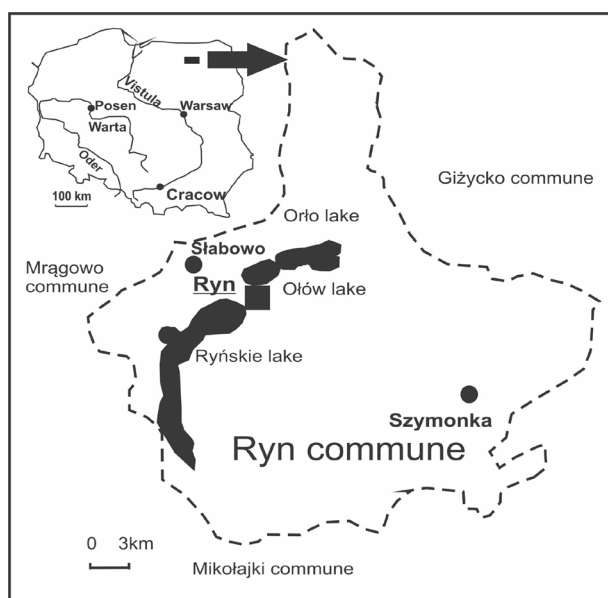 Vistula
Posen
Warsaw
Warta
Oder
100 km
Cracow
Giżycko commune
Orło lake
Słabowo
Mrągowo
commune
Ryn
Ołów lake
Ryńskie lake
Szymonka
Ryn commune
0 3km
Mikołajki commune